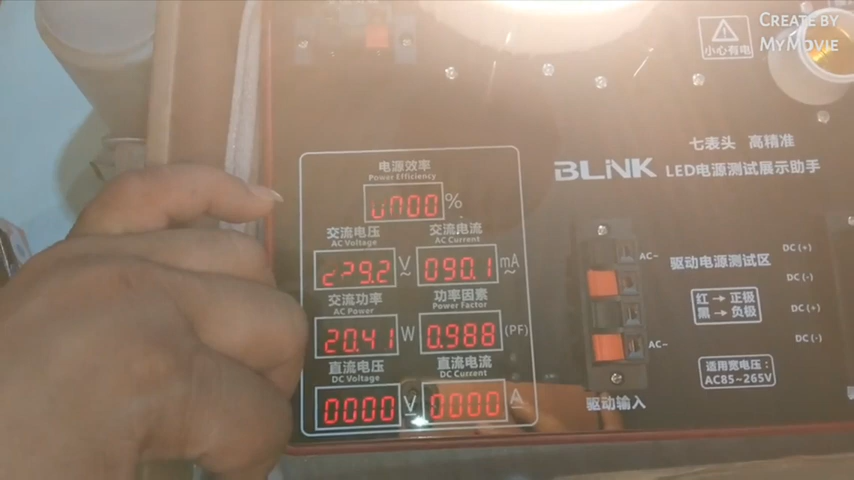 CREATE BY
MYMOVIE
小心有电
七表头 高精准
BLiNK LED电源测试展示助手
电源效率
Power Efficiency
%
交流电压
AC Voltage
交流电流
AC Current
V
090.1 mA
交流功率
AC Power
功率因素
Power Factor
20.41 W
0.988 (PF)
直流电压
DC Voltage
直流电流
DC Current
0000 V
0000 A
AC~
AC~
驱动输入
驱动电源测试区
红→正极
黑→负极
适用宽电压:
AC85~265V
DC(+)
DC(-)
DC(+)
DC(-)